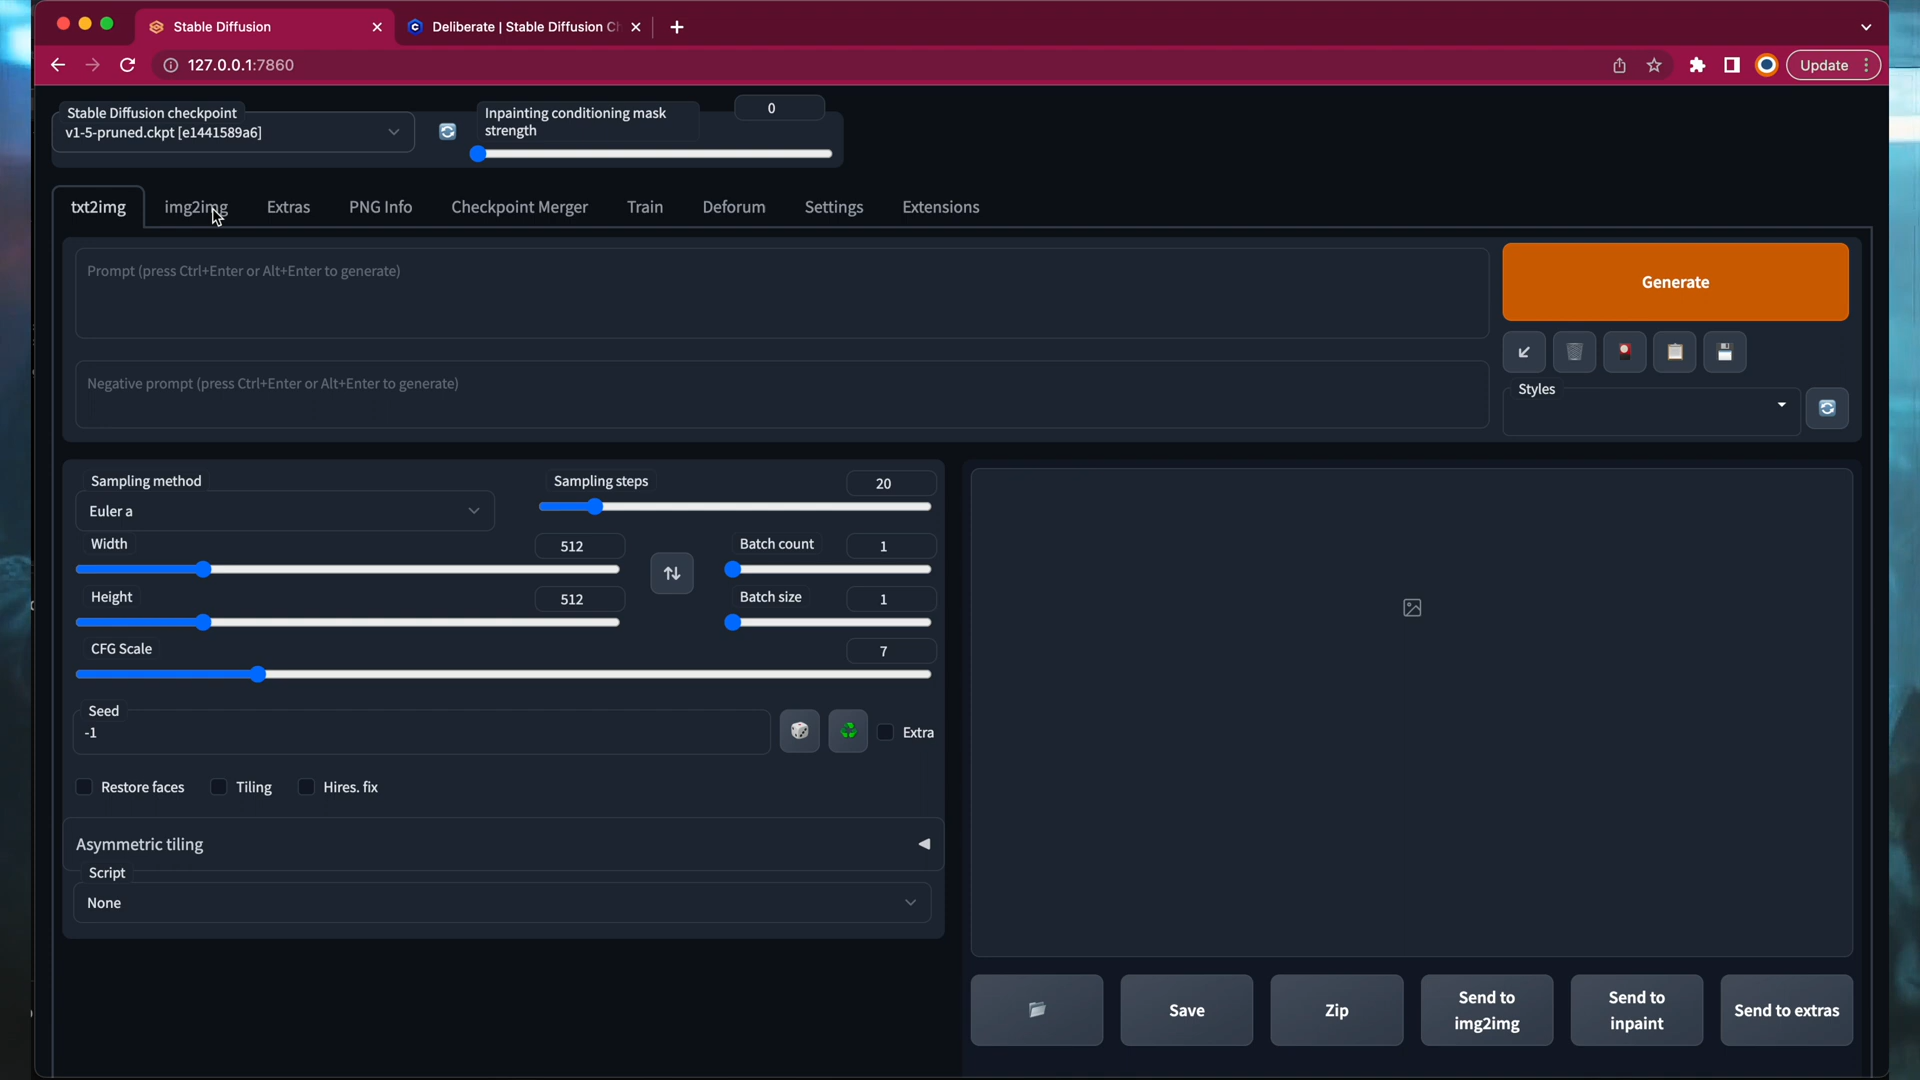 Stable Diffusion
Deliberate | Stable Diffusion Ch
127.0.0.1:7860
Update
Stable Diffusion checkpoint
v1-5-pruned.ckpt [e1441589a6]
Inpainting conditioning mask
strength
0
txt2img
img2img
Extras
PNG Info
Checkpoint Merger
Train
Deforum
Settings
Extensions
Prompt (press Ctrl+Enter or Alt+Enter to generate)
Generate
Negative prompt (press Ctrl+Enter or Alt+Enter to generate)
Styles
Sampling method
Euler a
Sampling steps
20
Width
512
Batch count
1
Height
512
Batch size
1
CFG Scale
7
Seed
-1
Extra
Restore faces
Tiling
Hires. fix
Asymmetric tiling
Script
None
Save
Zip
Send to
img2img
Send to
inpaint
Send to extras